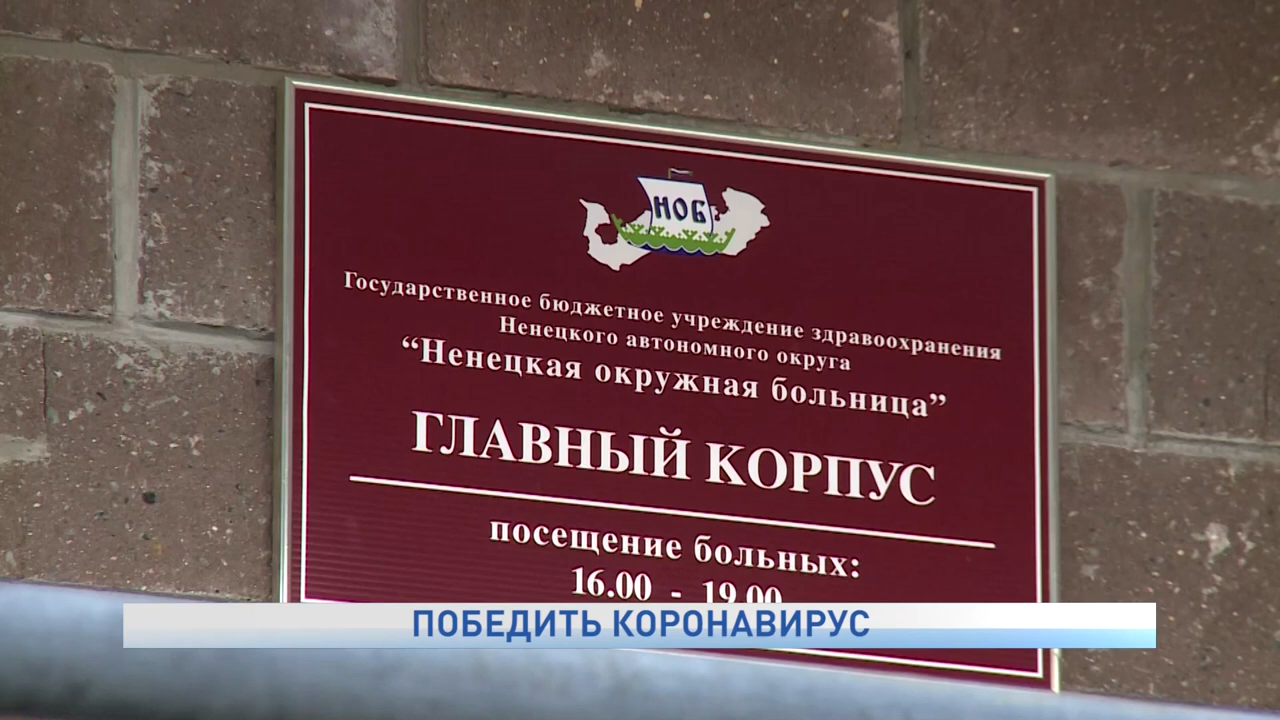 НОБ
Государственное бюджетное учреждение здравоохранения
Ненецкого автономного округа
“Ненецкая окружная больница”
ГЛАВНЫЙ КОРПУС
посещение больных:
16.00 - 19.00
ПОБЕДИТЬ КОРОНАВИРУС